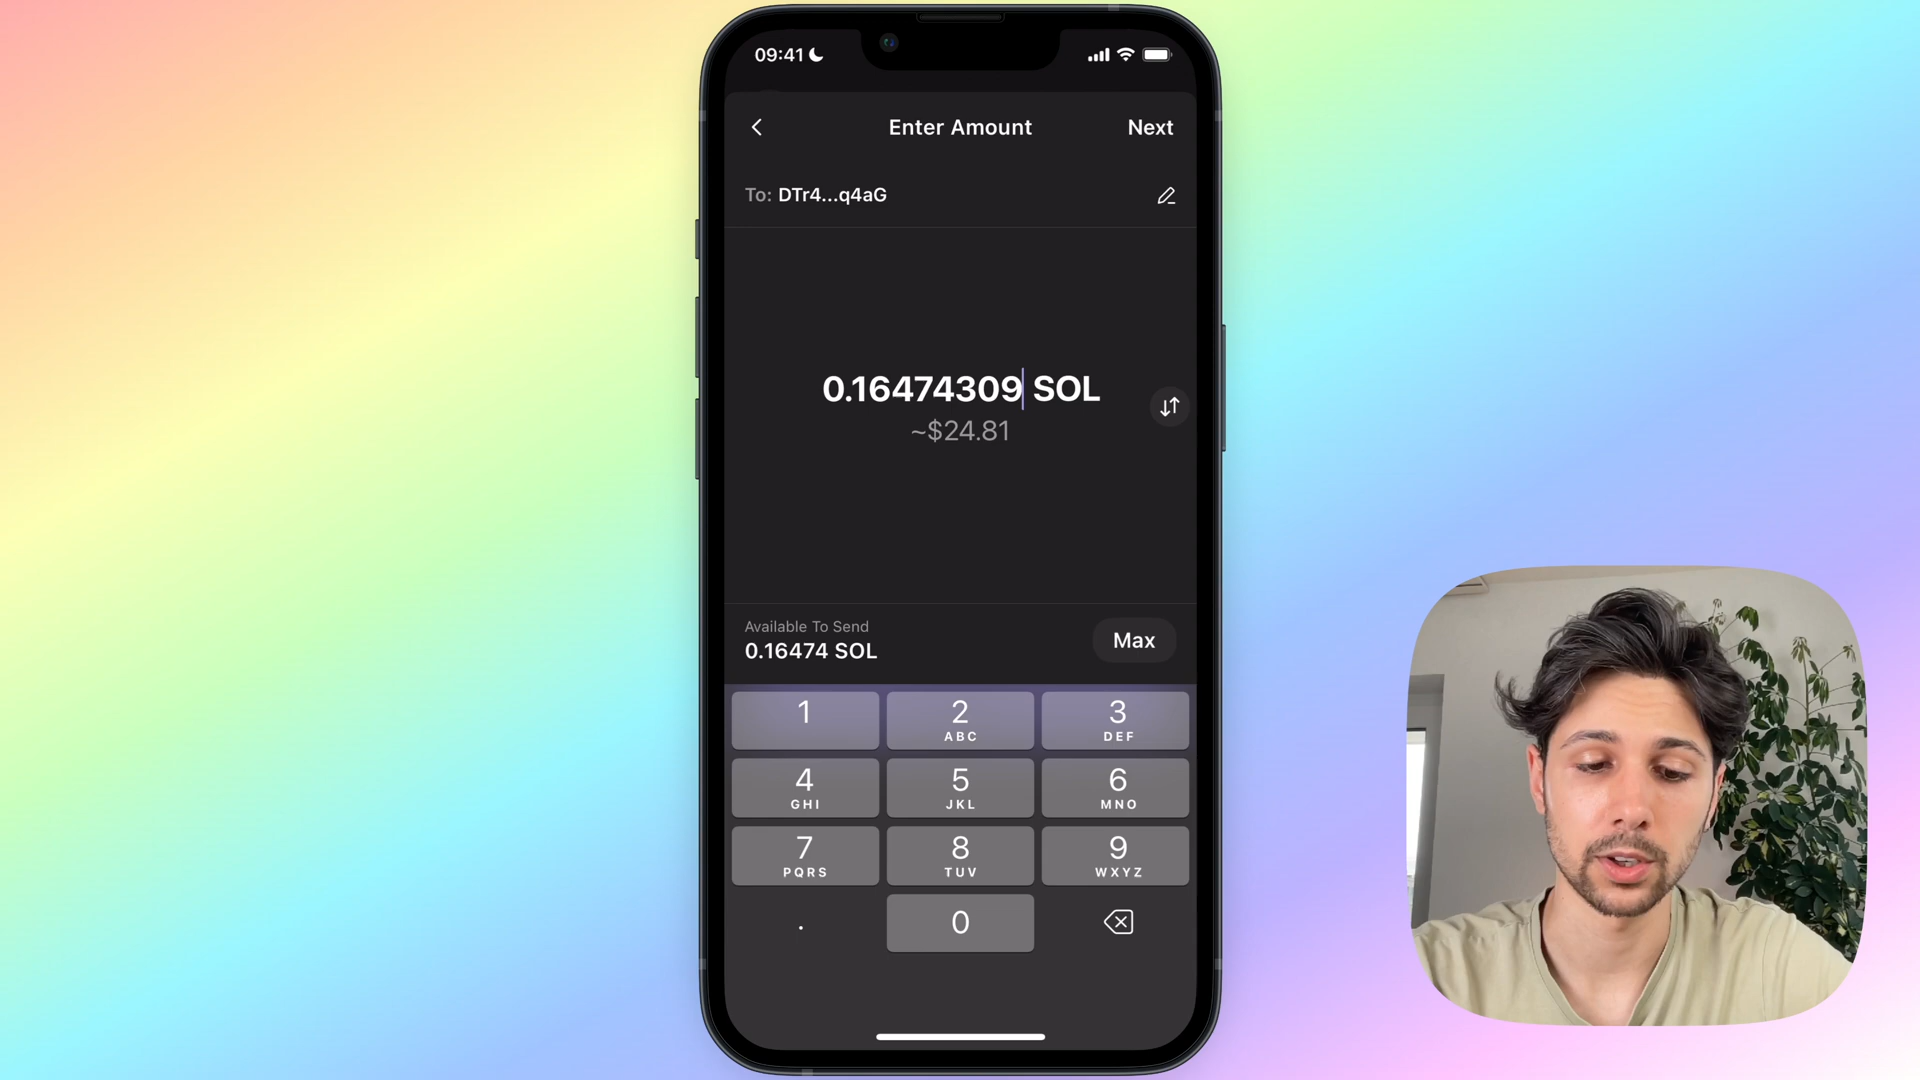 09:41
Enter Amount
Next
To: DTr4...q4aG
0.16474309 SOL
~$24.81
Available To Send
0.16474 SOL
Max
1
2
ABC
3
DEF
4
GHI
5
JKL
6
MNO
7
PQRS
8
TUV
9
WXYZ
.
0